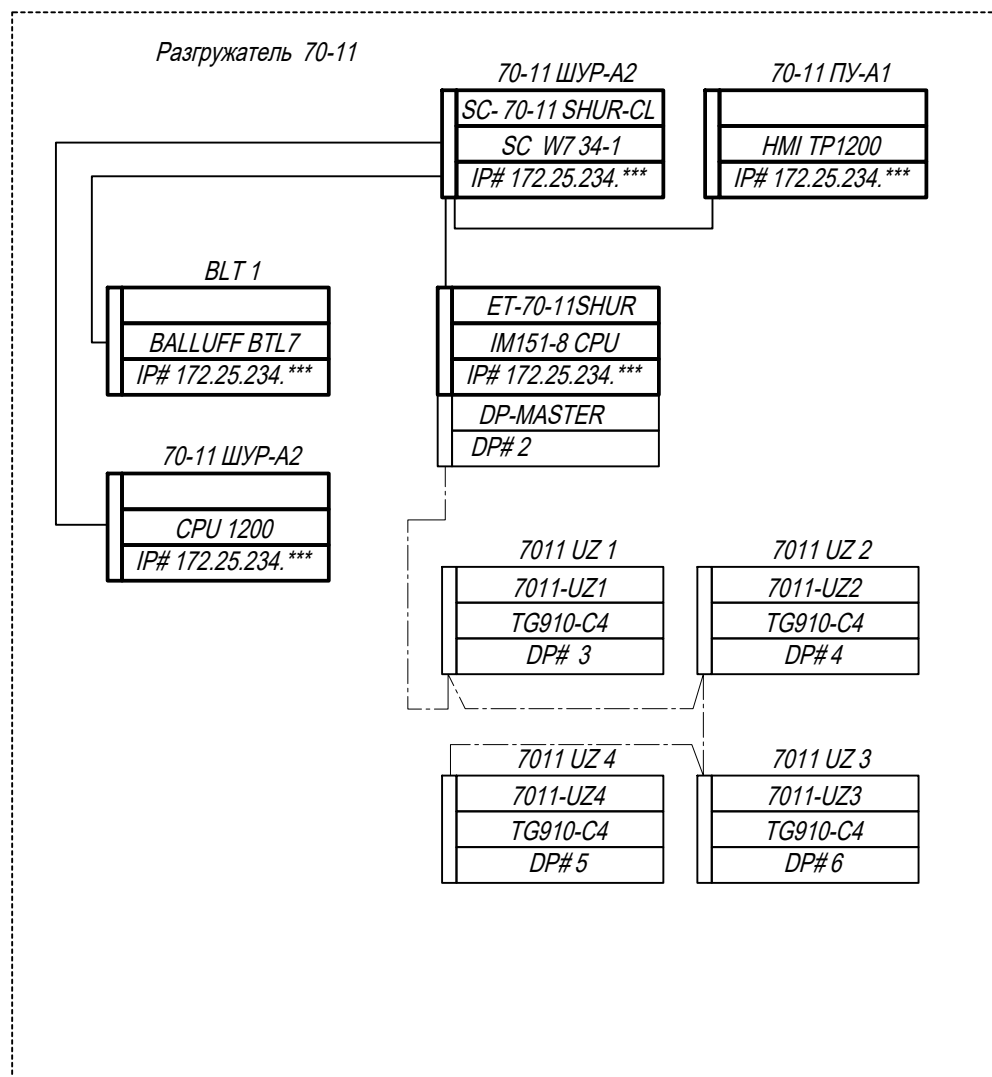 Разгружатель 70-11
70-11 ШУР-А2
SC- 70-11 SHUR-CL
SC W7 34-1
IP# 172.25.234.***
70-11 ПУ-А1
HMI TP1200
IP# 172.25.234.***
BLT 1
BALLUFF BTL7
IP# 172.25.234.***
ET-70-11SHUR
IM151-8 CPU
IP# 172.25.234.***
DP-MASTER
DP# 2
70-11 ШУР-А2
CPU 1200
IP# 172.25.234.***
7011 UZ 1
7011-UZ1
TG910-C4
DP# 3
7011 UZ 2
7011-UZ2
TG910-C4
DP# 4
7011 UZ 4
7011-UZ4
TG910-C4
DP# 5
7011 UZ 3
7011-UZ3
TG910-C4
DP# 6